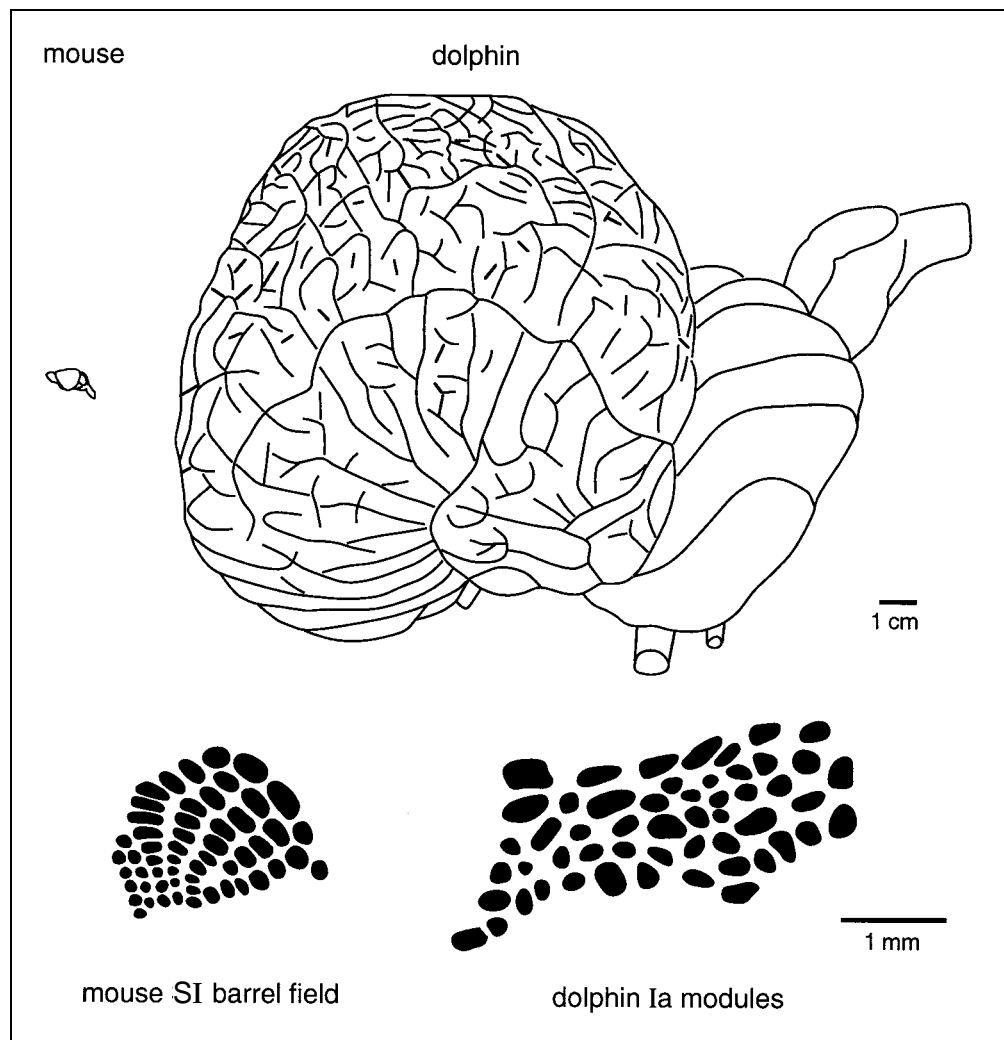 mouse
dolphin
1 cm
1 mm
mouse SI barrel field
dolphin Ia modules